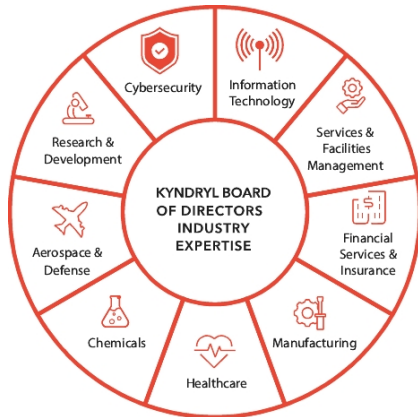 Cybersecurity
Information
Technology
Services &
Facilities
Management
Financial
Services &
Insurance
Manufacturing
Healthcare
Chemicals
Aerospace &
Defense
Research &
Development
KYNDRYL BOARD
OF DIRECTORS
INDUSTRY
EXPERTISE